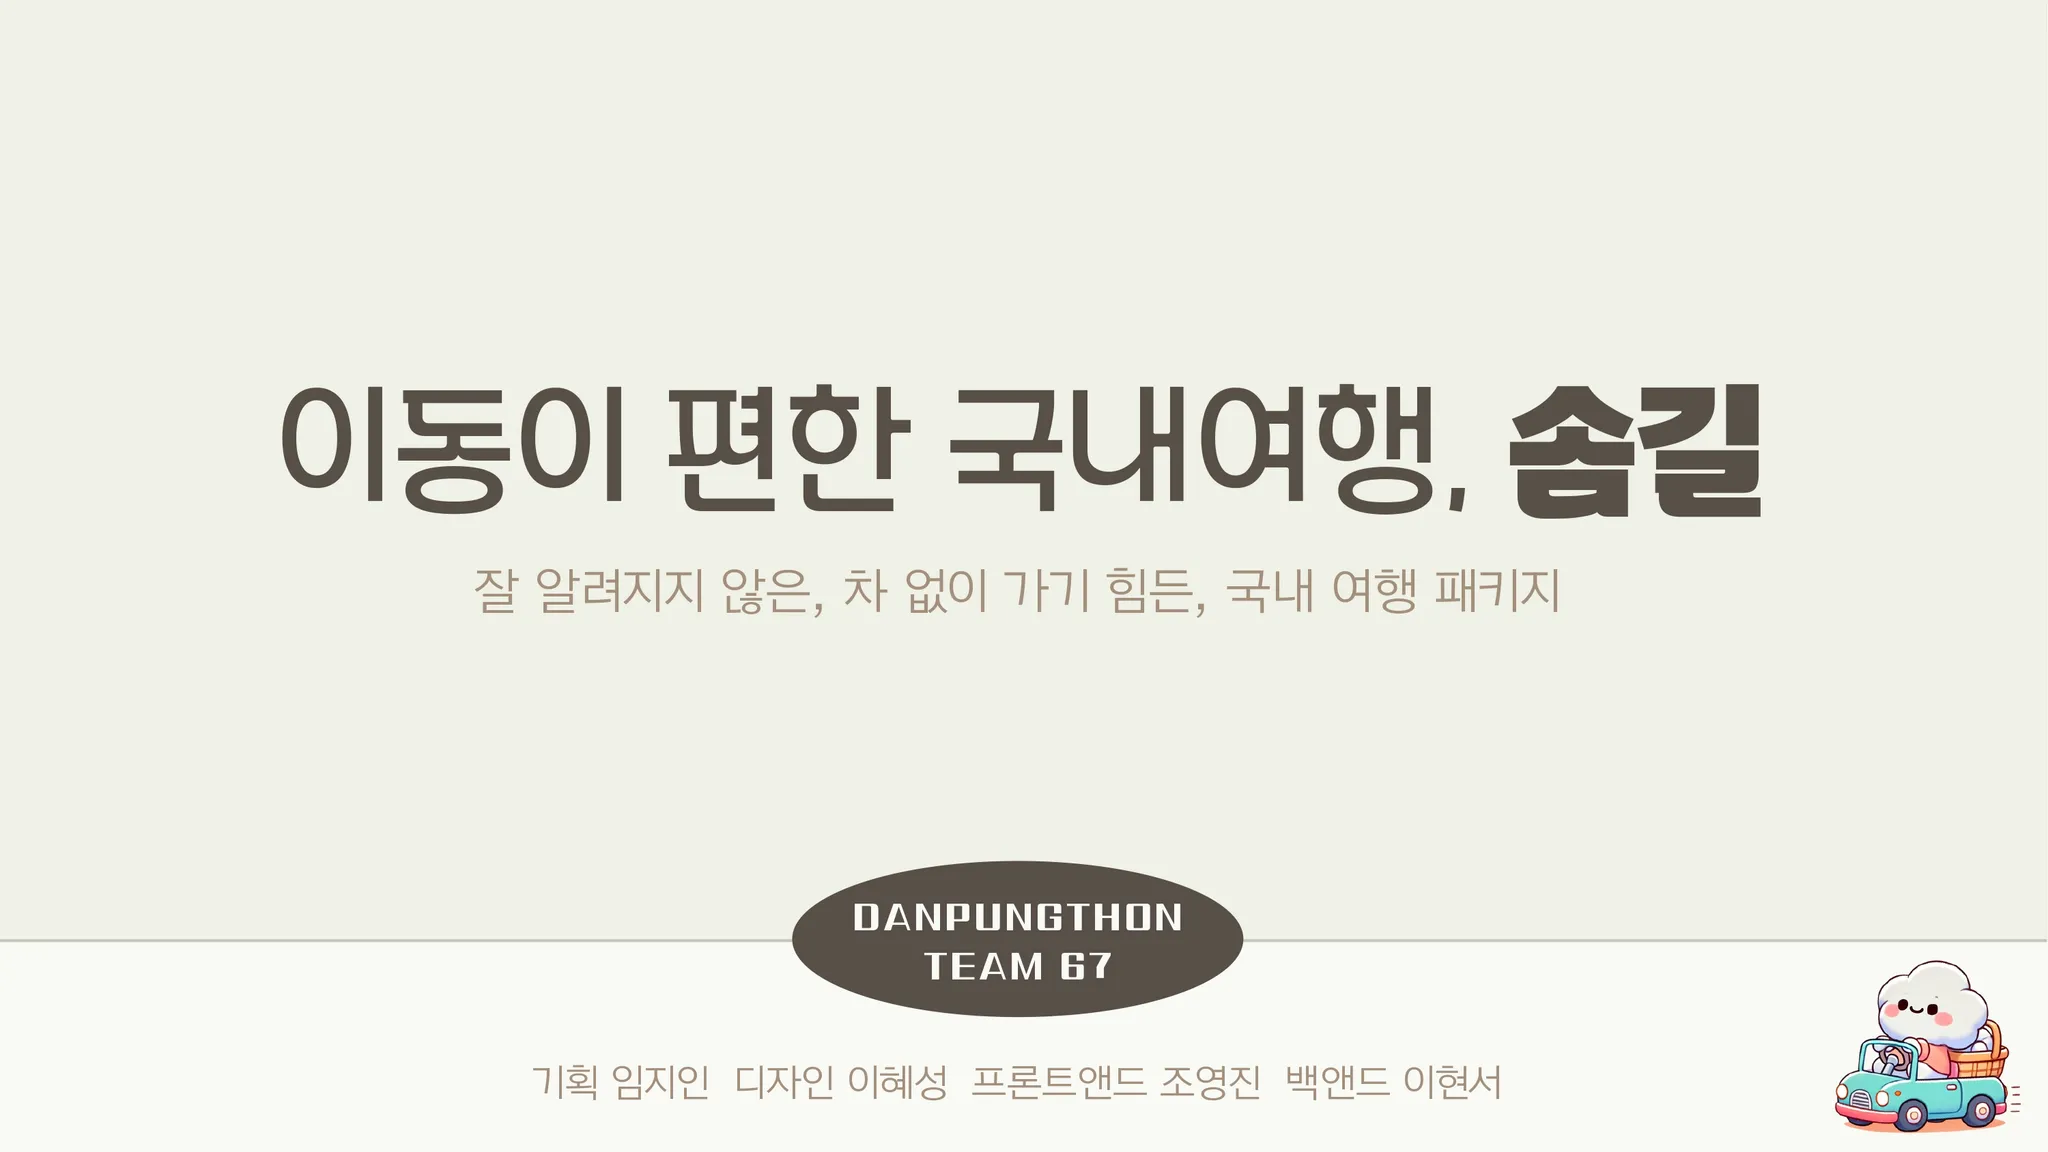 이동이 편한 국내여행, 솜길
잘 알려지지 않은, 차 없이 가기 힘든, 국내 여행 패키지
DANPUNGTHON
TEAM 67
기획 임지인 디자인 이혜성 프론트앤드 조영진 백앤드 이현서